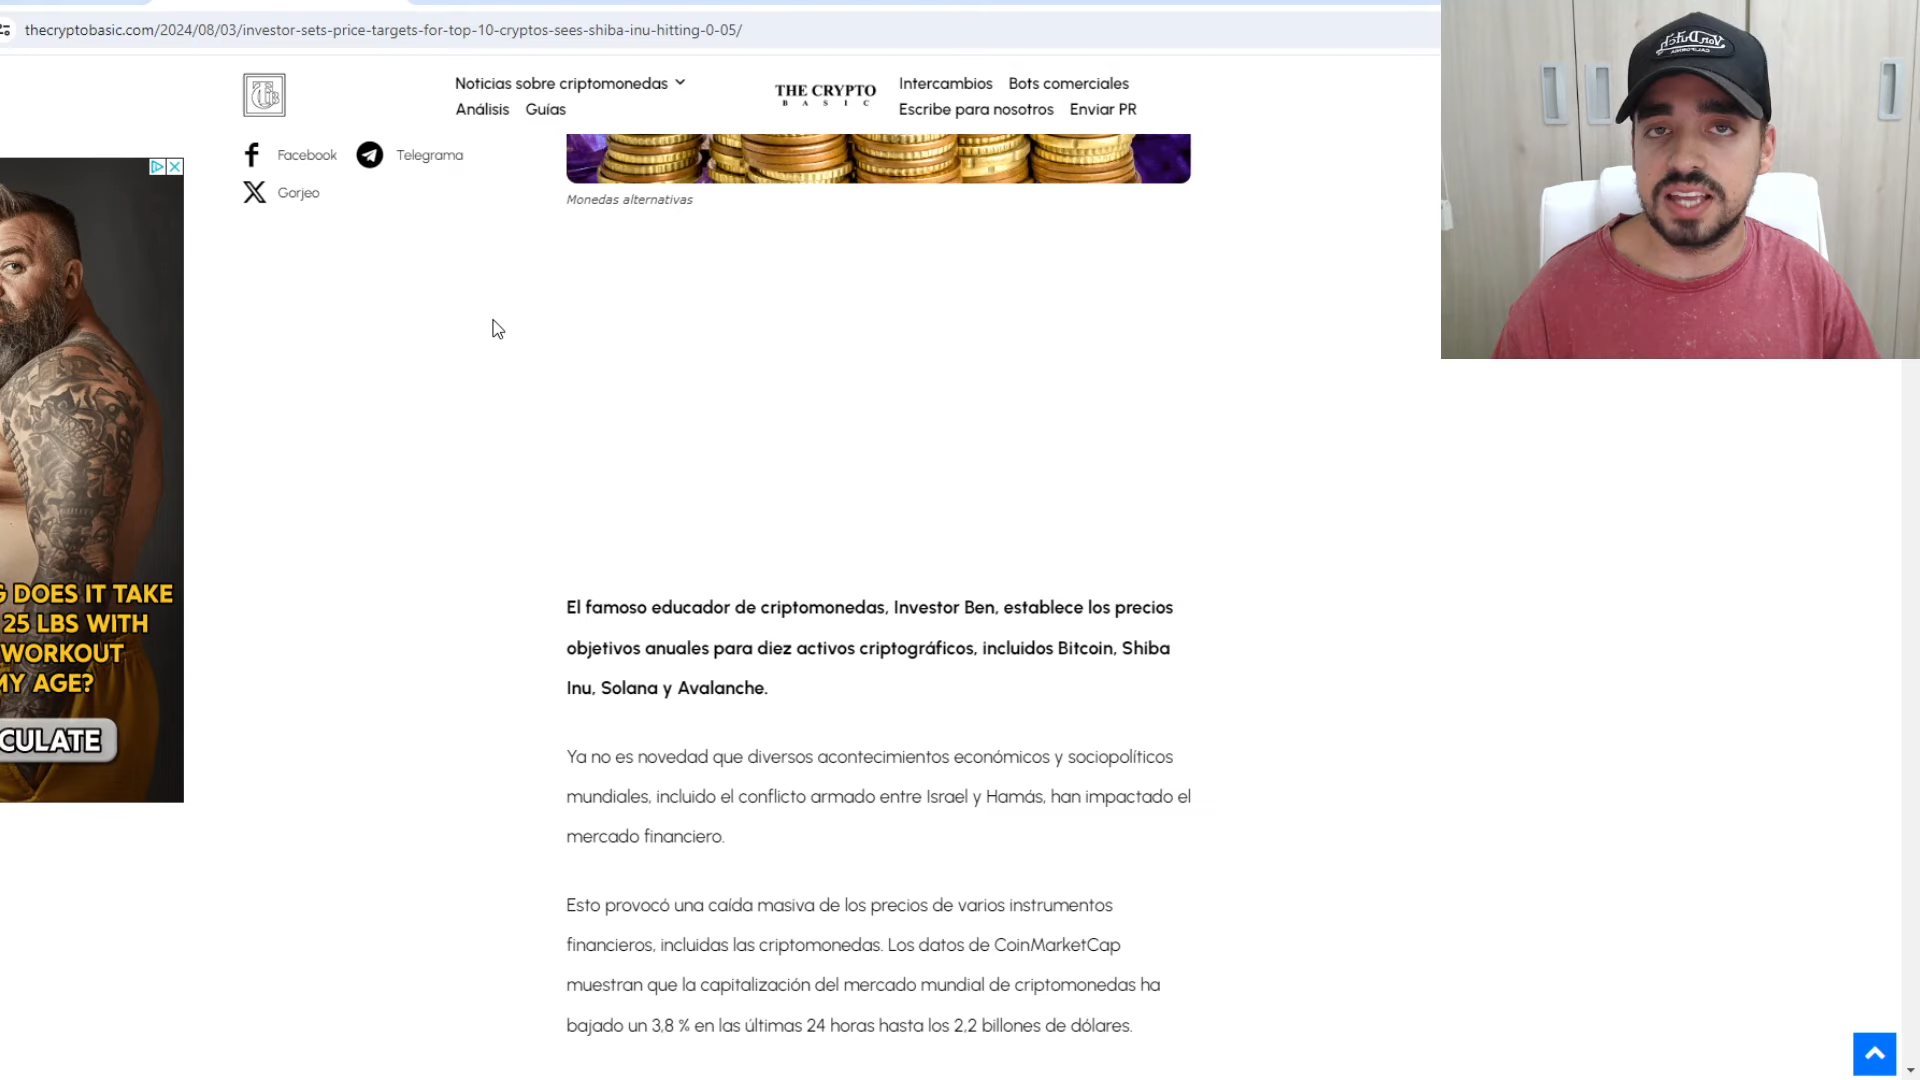 thecryptobasic.com/2024/08/03/investor-sets-price-targets-for-top-10-cryptos-sees-shiba-inu-hitting-0-05/
Noticias sobre criptomonedas
Análisis Guías
THE CRYPTO
BASIC
Intercambios Bots comerciales
Escribe para nosotros Enviar PR
Facebook
Telegrama
Gorjeo
Monedas alternativas
DOES IT TAKE
25 LBS WITH
WORKOUT
MY AGE?
CULATE
El famoso educador de criptomonedas, Investor Ben, establece los precios
objetivos anuales para diez activos criptográficos, incluidos Bitcoin, Shiba
Inu, Solana y Avalanche.
Ya no es novedad que diversos acontecimientos económicos y sociopolíticos
mundiales, incluido el conflicto armado entre Israel y Hamás, han impactado el
mercado financiero.
Esto provocó una caída masiva de los precios de varios instrumentos
financieros, incluidas las criptomonedas. Los datos de CoinMarketCap
muestran que la capitalización del mercado mundial de criptomonedas ha
bajado un 3,8 % en las últimas 24 horas hasta los 2,2 billones de dólares.
Von Dutch